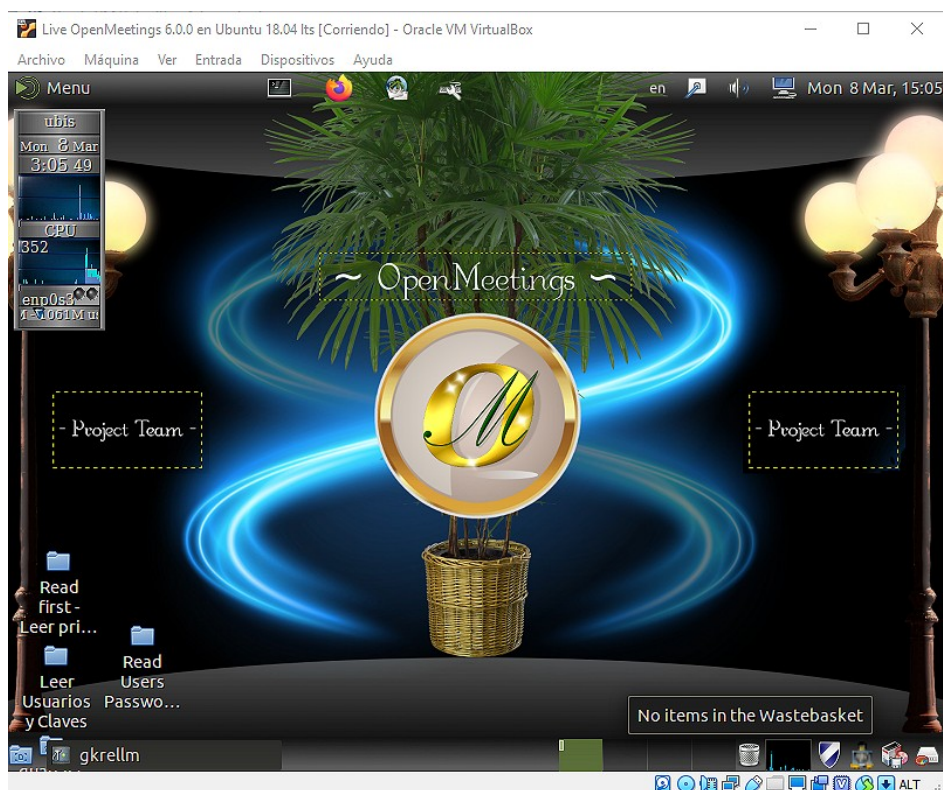 Live OpenMeetings 6.0.0 en Ubuntu 18.04 lts [Corriendo] - Oracle VM VirtualBox
Archivo Máquina Ver Entrada Dispositivos Ayuda
Menu en Mon 8 Mar, 15:05
ubis
Mon 8 Mar
3:05 49
CPU
352
enp0s3
~ OpenMeetings ~
OM
- Project Team -
- Project Team -
Read
first -
Leer pri...
Leer
Usuarios
y Claves
Read
Users
Passwo...
No items in the Wastebasket
gkrellm
ALT